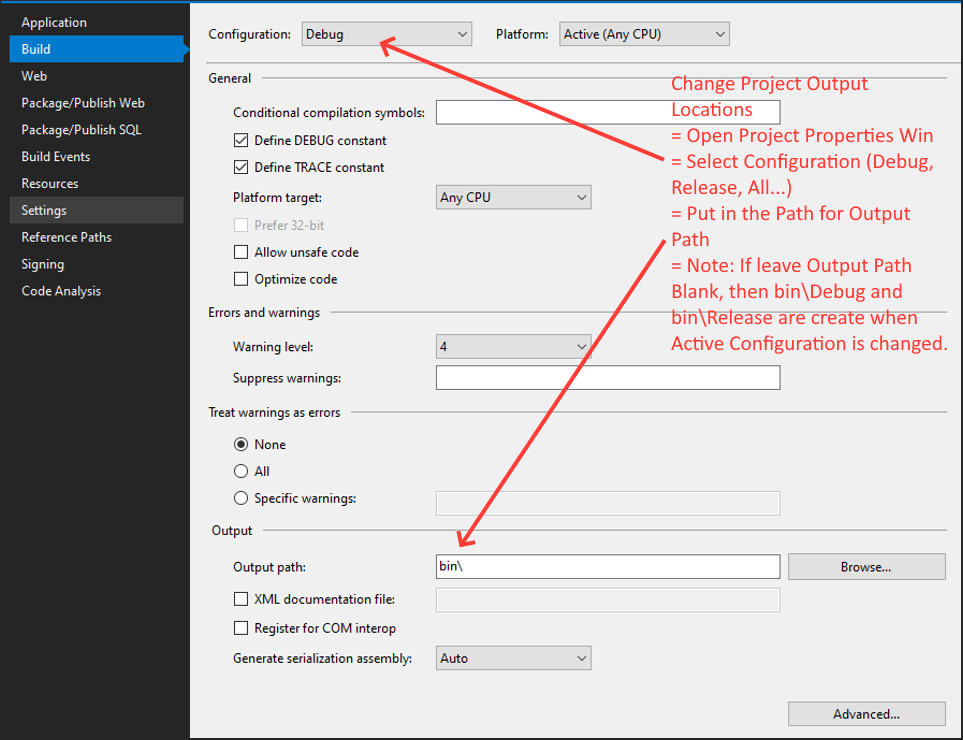 Application
Build
Web
Package/Publish Web
Package/Publish SQL
Build Events
Resources
Settings
Reference Paths
Signing
Code Analysis
Configuration: Debug Platform: Active (Any CPU)
General
Conditional compilation symbols:
Define DEBUG constant
Define TRACE constant
Platform target: Any CPU
Prefer 32-bit
Allow unsafe code
Optimize code
Errors and warnings
Warning level: 4
Suppress warnings:
Treat warnings as errors
None
All
Specific warnings:
Output
Output path: bin\ Browse...
XML documentation file:
Register for COM interop
Generate serialization assembly: Auto
Advanced...
Change Project Output
Locations
= Open Project Properties Win
= Select Configuration (Debug,
Release, All...)
= Put in the Path for Output
Path
= Note: If leave Output Path
Blank, then bin\Debug and
bin\Release are create when
Active Configuration is changed.